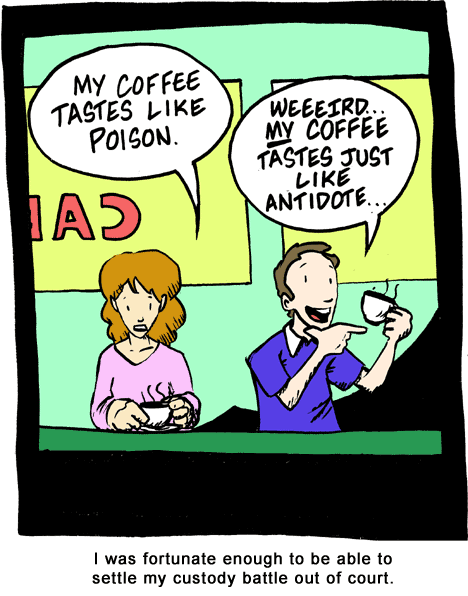 MY COFFEE
TASTES LIKE
POISON.
WEEEIRD...
MY COFFEE
TASTES JUST
LIKE
ANTIDOTE...
CA
I was fortunate enough to be able to
settle my custody battle out of court.